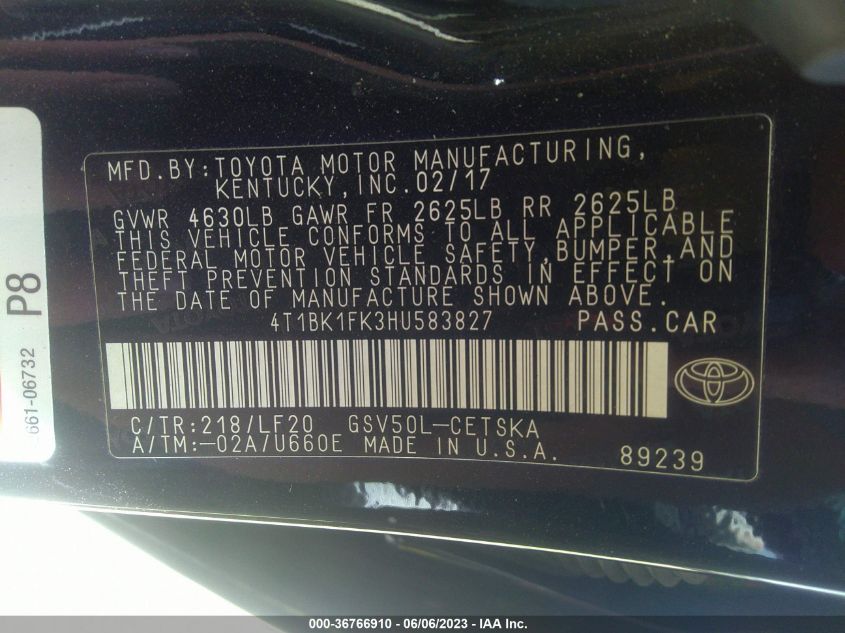 MFD.BY:TOYOTA MOTOR MANUFACTURING,
KENTUCKY,INC.02/17
GVWR 4630LB GAWR FR 2625LB RR 2625LB
THIS VEHICLE CONFORMS TO ALL APPLICABLE
FEDERAL MOTOR VEHICLE SAFETY,BUMPER,AND
THEFT PREVENTION STANDARDS IN EFFECT ON
THE DATE OF MANUFACTURE SHOWN ABOVE.
4T1BK1FK3HU583827 PASS.CAR
C/TR:218/LF20 GSV50L-CETSKA
A/TM:-02A/U660E MADE IN U.S.A.
89239
P8
661-06732
000-36766910 - 06/06/2023 - IAA Inc.